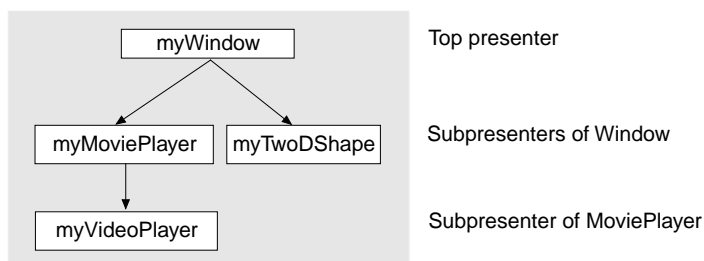 myWindow
Top presenter
myMoviePlayer
myTwoDShape
Subpresenters of Window
myVideoPlayer
Subpresenter of MoviePlayer